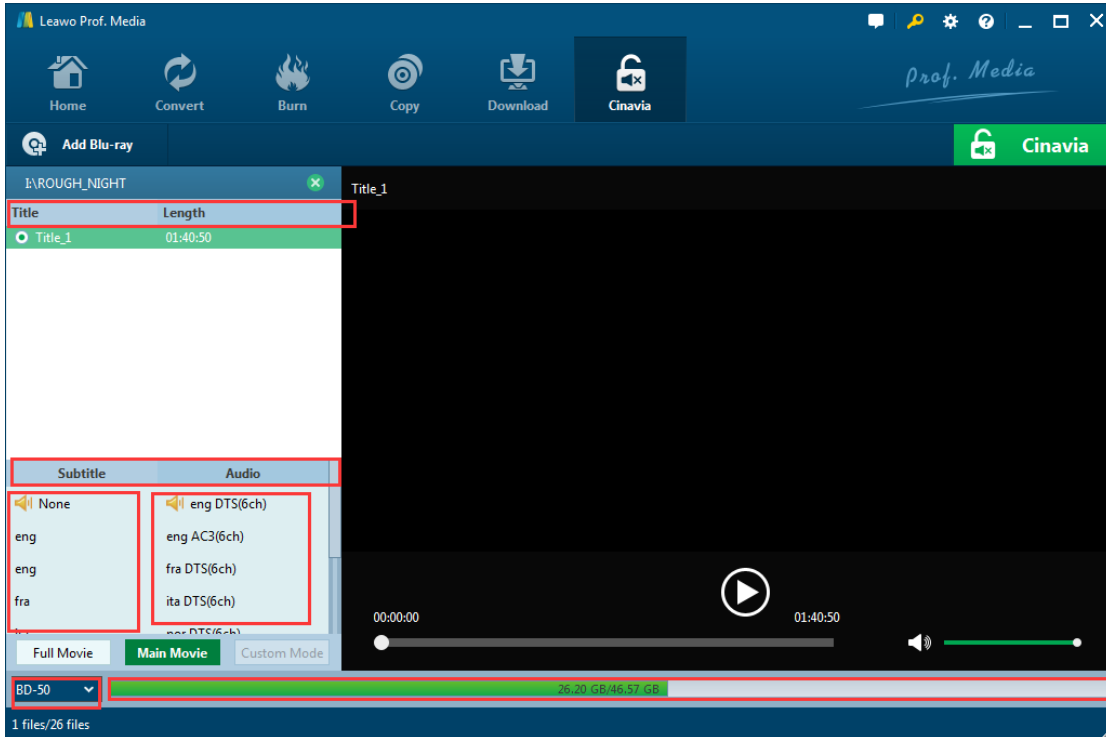 Leawo Prof. Media
Home
Convert
Burn
Copy
Download
Cinavia
Prof. Media
Add Blu-ray
Cinavia
I:\ROUGH_NIGHT
Title_1
Title Length
Title_1 01:40:50
Subtitle Audio
None eng DTS(6ch)
eng eng AC3(6ch)
eng fra DTS(6ch)
fra ita DTS(6ch)
00:00:00 01:40:50
Full Movie Main Movie Custom Mode
BD-50 26.20 GB/46.57 GB
1 files/26 files